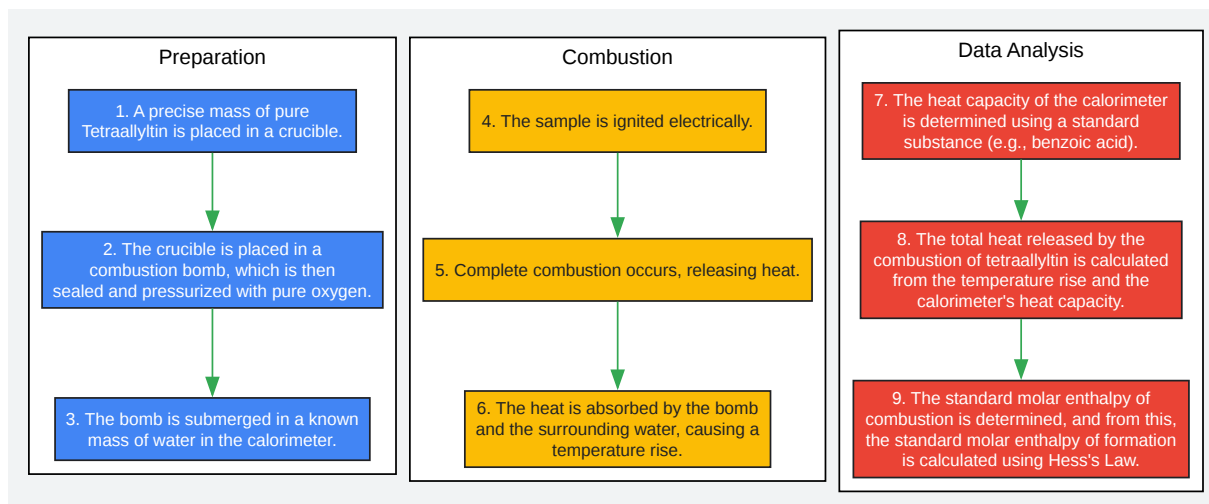 Preparation
1. A precise mass of pure
Tetraallyltin is placed in a crucible.
2. The crucible is placed in a
combustion bomb, which is then
sealed and pressurized with pure oxygen.
3. The bomb is submerged in a known
mass of water in the calorimeter.
Combustion
4. The sample is ignited electrically.
5. Complete combustion occurs, releasing heat.
6. The heat is absorbed by the bomb
and the surrounding water, causing a
temperature rise.
Data Analysis
7. The heat capacity of the calorimeter
is determined using a standard
substance (e.g., benzoic acid).
8. The total heat released by the
combustion of tetraallyltin is calculated
from the temperature rise and the
calorimeter's heat capacity.
9. The standard molar enthalpy of
combustion is determined, and from this,
the standard molar enthalpy of formation
is calculated using Hess's Law.